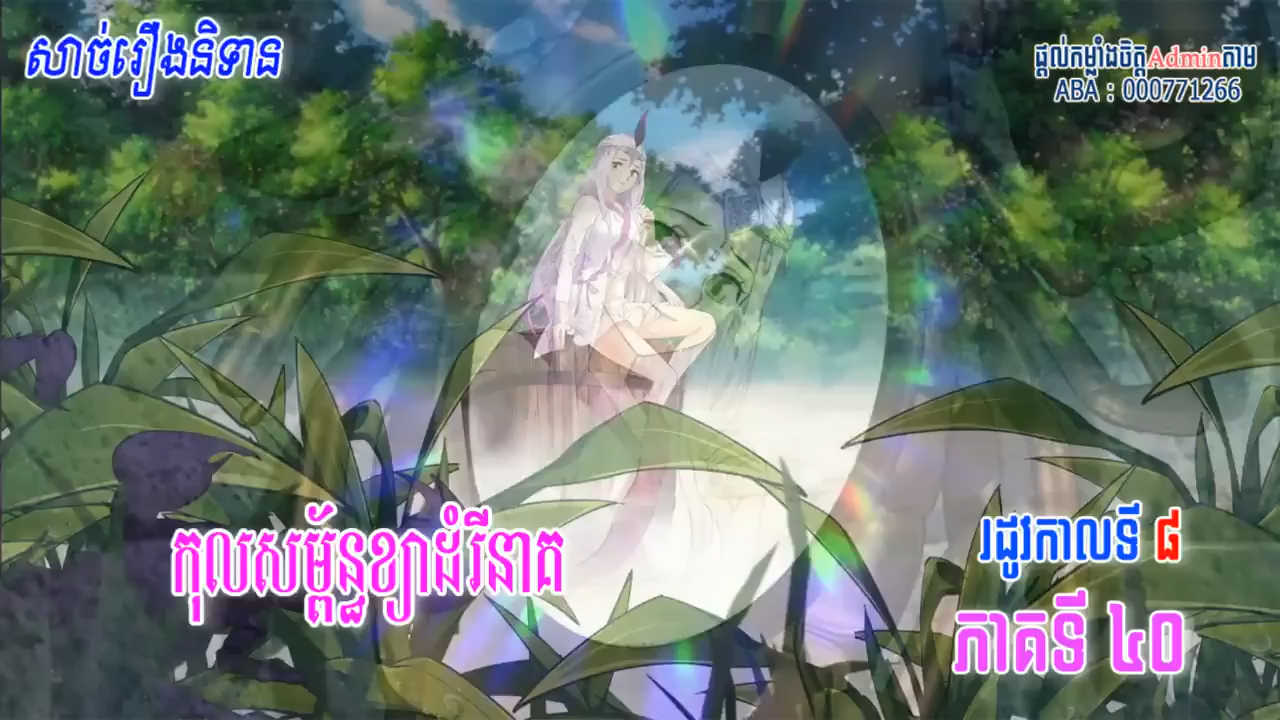 សាច់រឿងនិទាន
ផ្តល់កម្លាំងចិត្តAdminតាម
ABA : 000771266
កុលសម្ព័ន្ធខ្យាដំរីនាគ
រដូវកាលទី ៨
ភាគទី ៤០